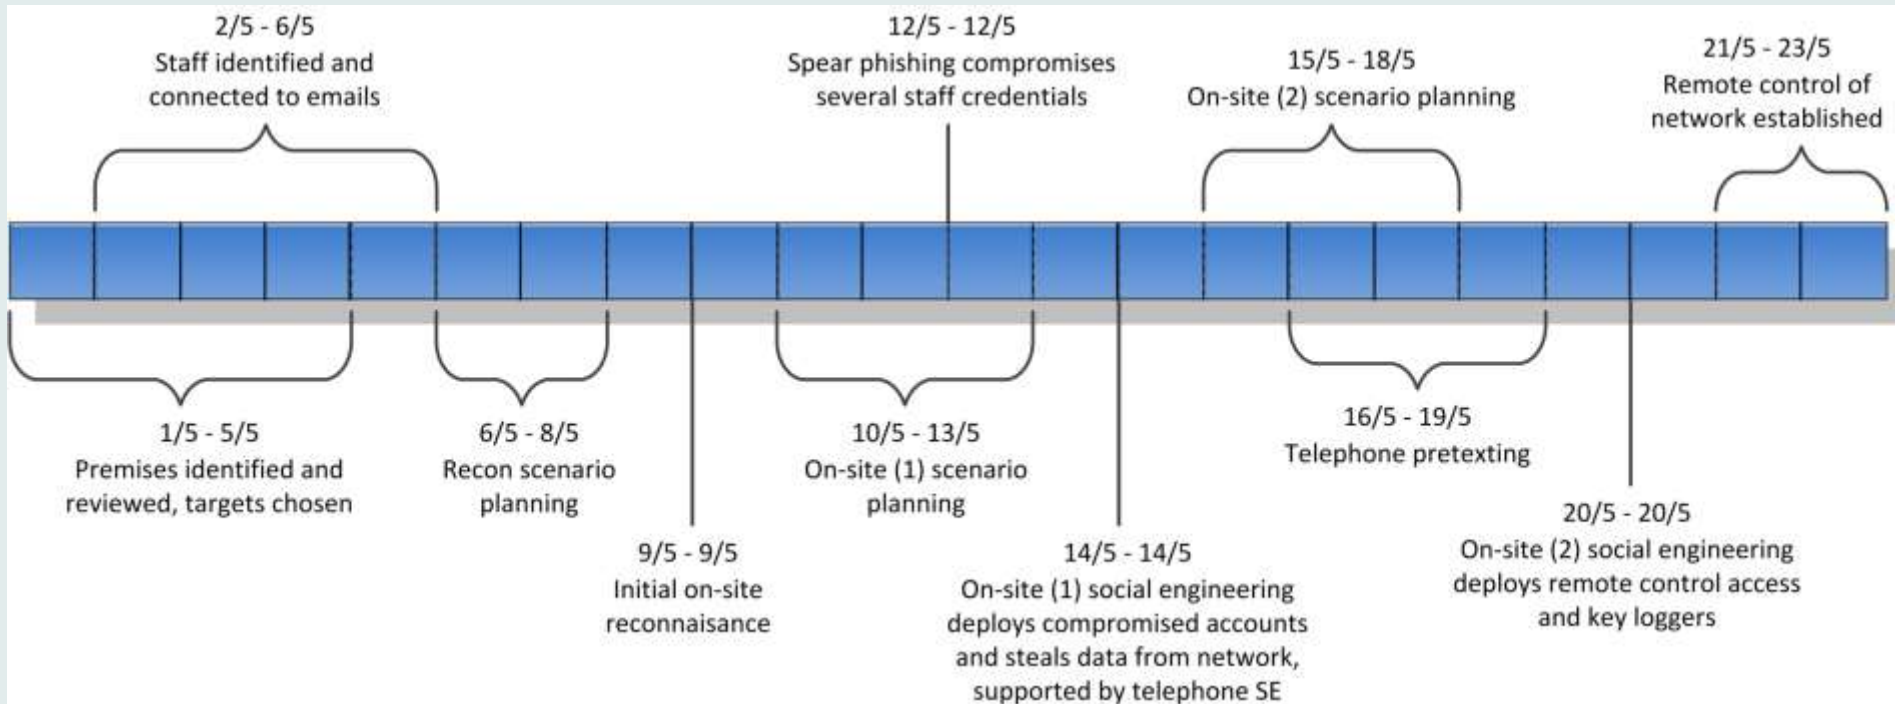 2/5 - 6/5
Staff identified and
connected to emails
12/5 - 12/5
Spear phishing compromises
several staff credentials
15/5 - 18/5
On-site (2) scenario planning
21/5 - 23/5
Remote control of
network established
1/5 - 5/5
Premises identified and
reviewed, targets chosen
6/5 - 8/5
Recon scenario
planning
9/5 - 9/5
Initial on-site
reconnaisance
10/5 - 13/5
On-site (1) scenario
planning
14/5 - 14/5
On-site (1) social engineering
deploys compromised accounts
and steals data from network,
supported by telephone SE
16/5 - 19/5
Telephone pretexting
20/5 - 20/5
On-site (2) social engineering
deploys remote control access
and key loggers